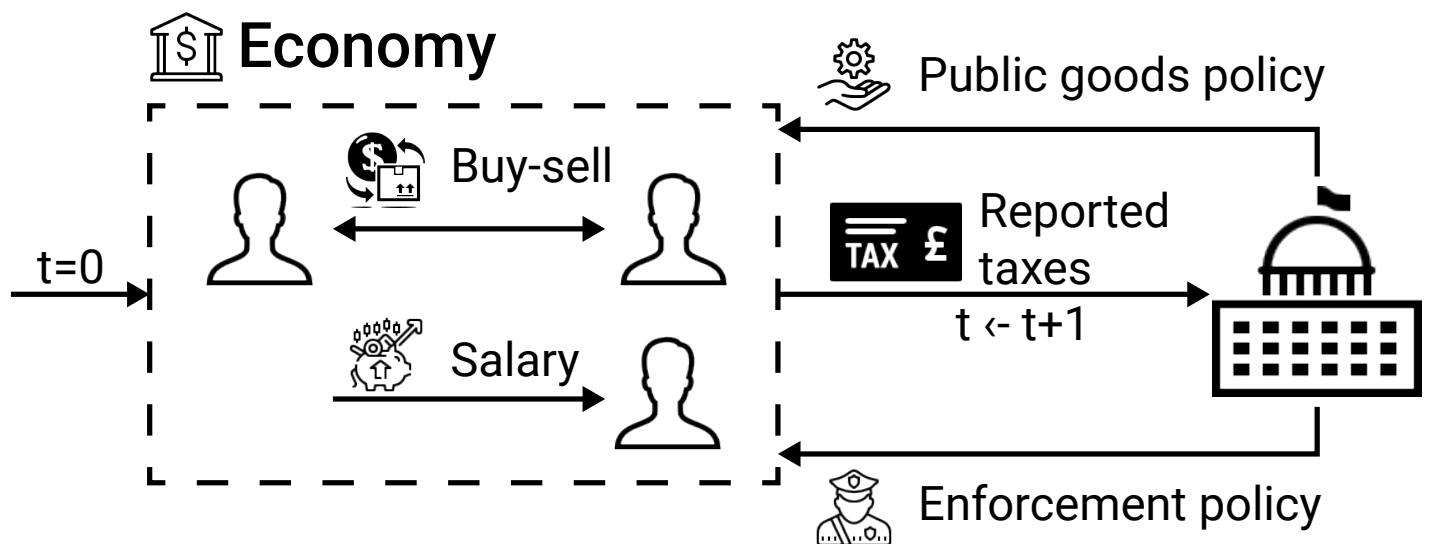 $ Economy
Public goods policy
$ Buy-sell
Reported
taxes
TAX £
t=0
t <- t+1
Salary
Enforcement policy